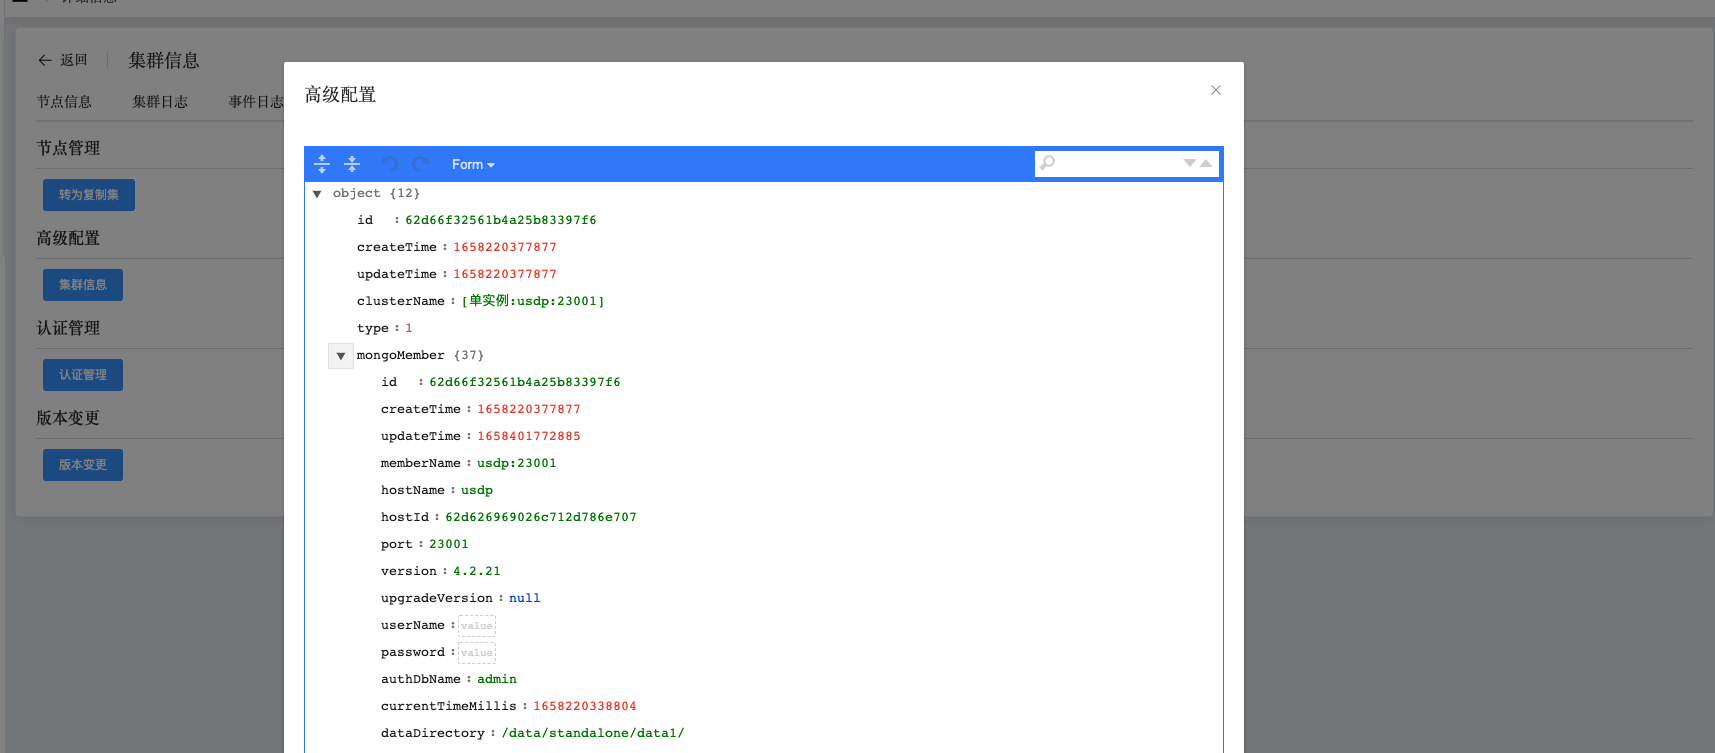 详细信息
返回
集群信息
节点信息
集群日志
事件日志
节点管理
转为复制集
高级配置
集群信息
认证管理
认证管理
版本变更
版本变更
高级配置
Form
object {12}
id : 62d66f32561b4a25b83397f6
createTime : 1658220377877
updateTime : 1658220377877
clusterName : [单实例:usdp:23001]
type : 1
mongoMember {37}
id : 62d66f32561b4a25b83397f6
createTime : 1658220377877
updateTime : 1658401772885
memberName : usdp:23001
hostName : usdp
hostId : 62d626969026c712d786e707
port : 23001
version : 4.2.21
upgradeVersion : null
userName : value
password : value
authDbName : admin
currentTimeMillis : 1658220338804
dataDirectory : /data/standalone/data1/